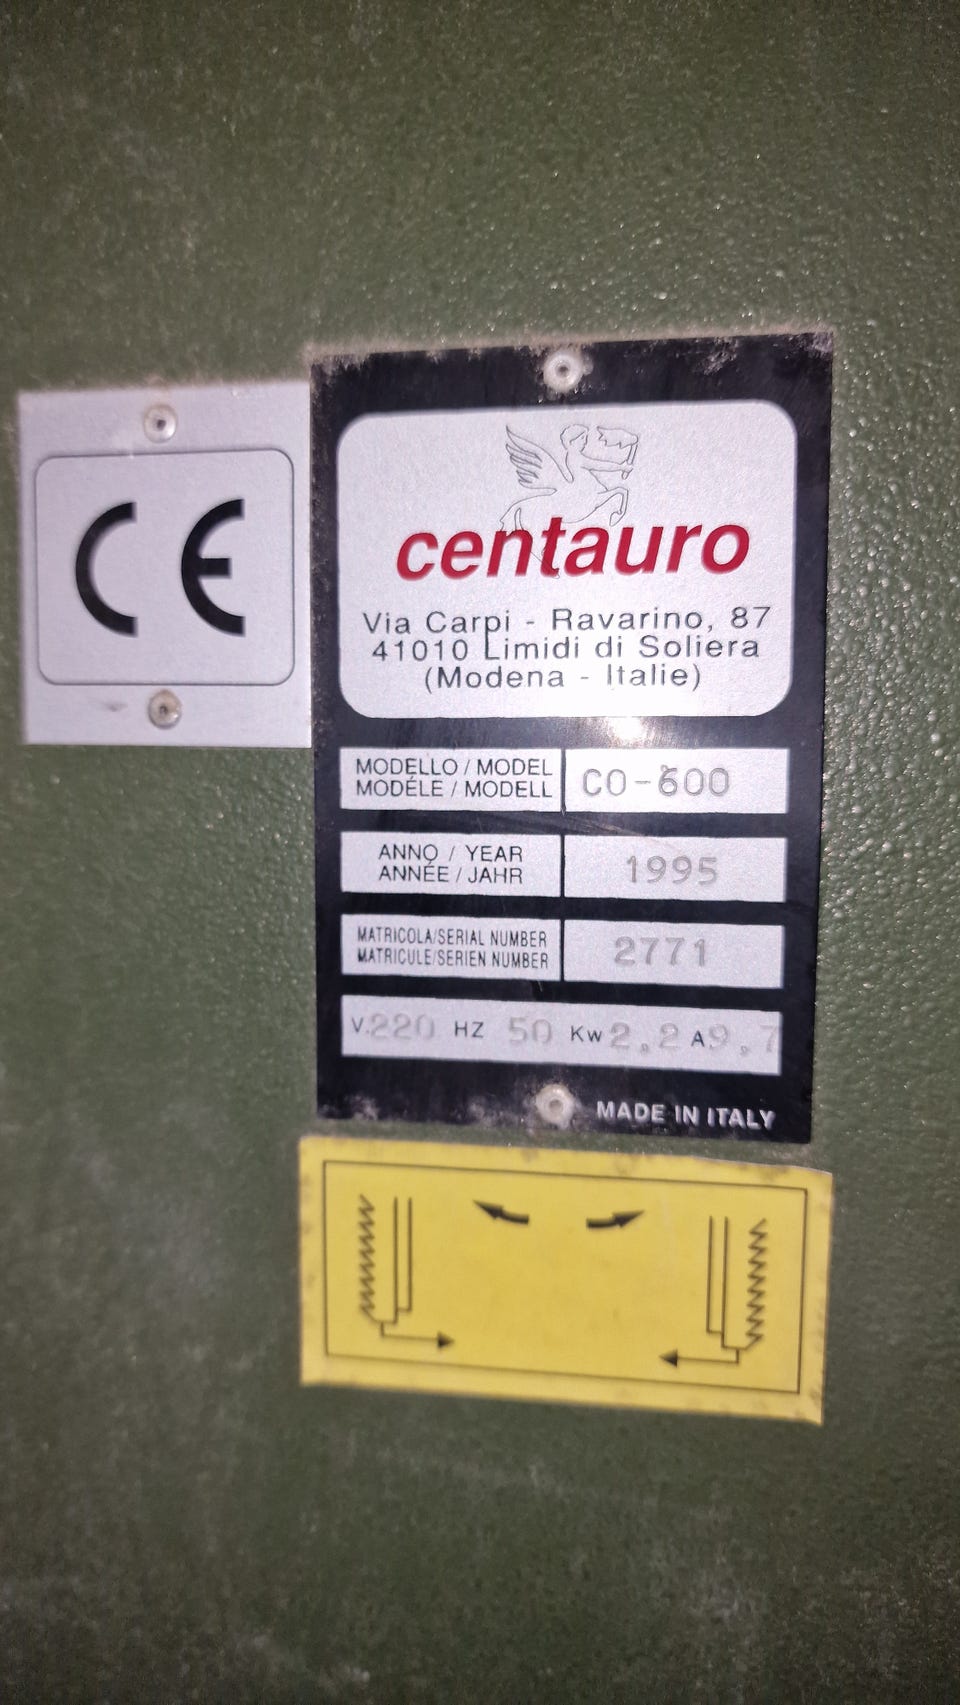 CE
centauro
Via Carpi - Ravarino, 87
41010 Limidi di Soliera
(Modena - Italie)
MODELLO / MODEL
MODÉLE / MODELL
CO-600
ANNO / YEAR
ANNÉE / JAHR
1995
MATRICOLA/SERIAL NUMBER
MATRICULE/SERIEN NUMBER
2771
V.220 HZ 50 Kw 2,2 A 9,7
MADE IN ITALY